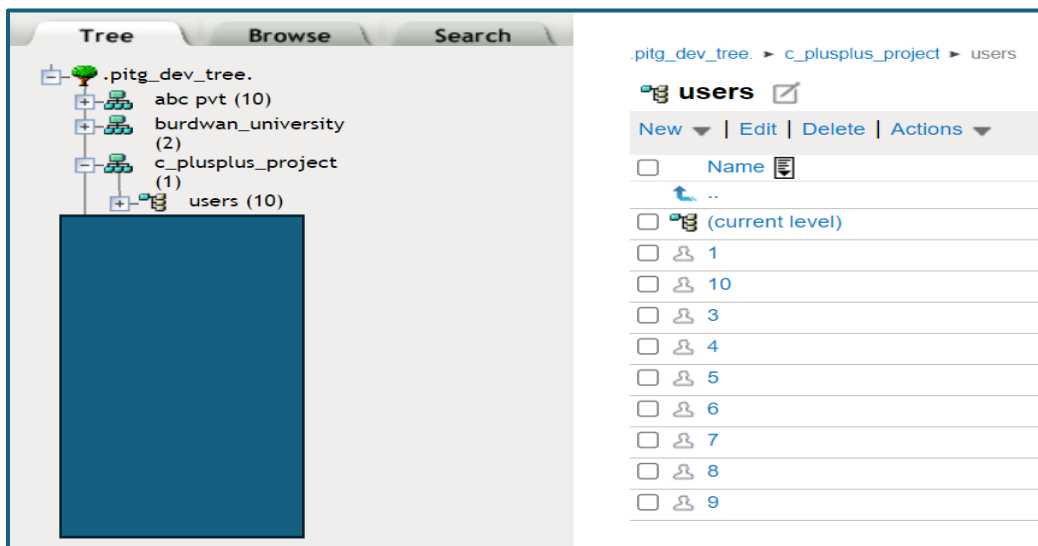 Tree Browse Search
.pitg_dev_tree.
abc pvt (10)
burdwan_university
(2)
c_plusplus_project
(1)
users (10)
.pitg_dev_tree. ► c_plusplus_project ► users
users
New | Edit | Delete | Actions
Name
..
(current level)
1
10
3
4
5
6
7
8
9